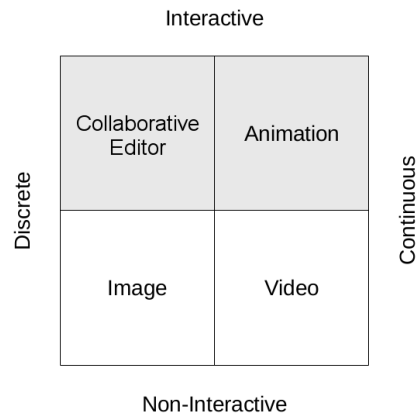 Interactive
Collaborative
Editor
Animation
Discrete
Continuous
Image
Video
Non-Interactive